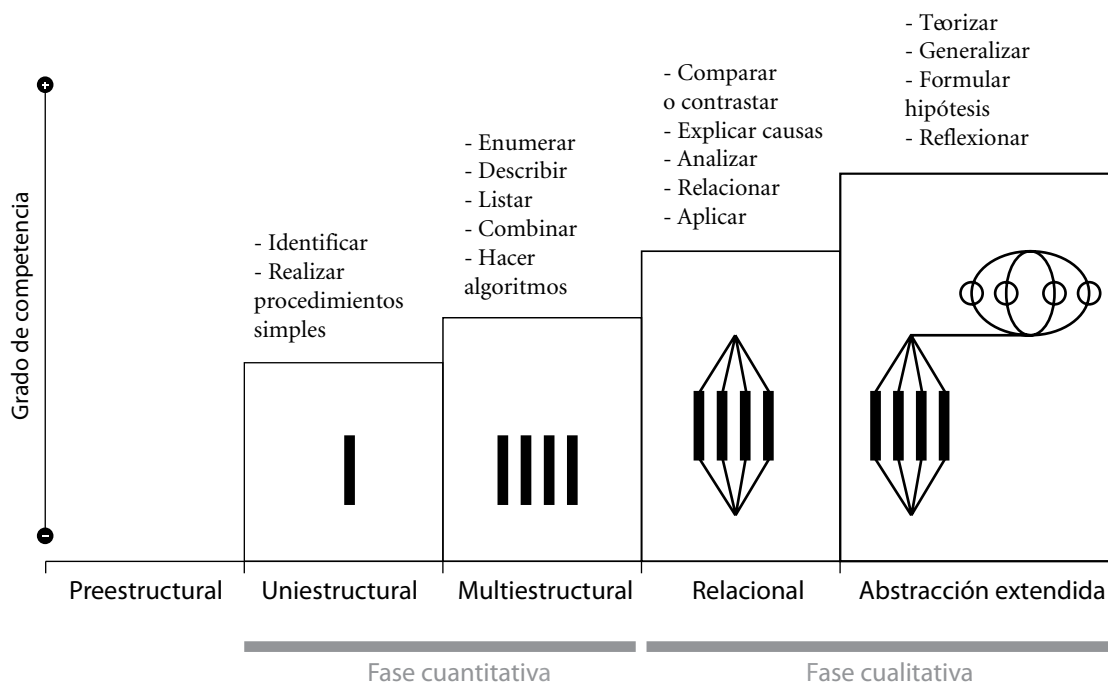 Grado de competencia
+
-
- Identificar
- Realizar
procedimientos
simples
- Enumerar
- Describir
- Listar
- Combinar
- Hacer
algoritmos
- Comparar
o contrastar
- Explicar causas
- Analizar
- Relacionar
- Aplicar
- Teorizar
- Generalizar
- Formular
hipótesis
- Reflexionar
Preestructural
Uniestructural
Multiestructural
Relacional
Abstracción extendida
Fase cuantitativa
Fase cualitativa